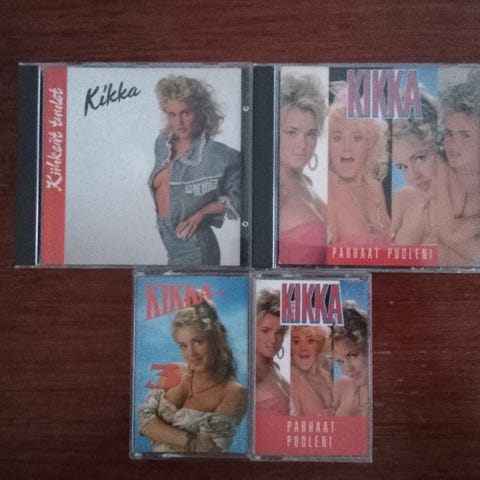 Kiihkeät tuulet
Kikka
KIKKA
PARHAAT PUOLENI
KIKKA
3
KIKKA
PARHAAT
PUOLENI